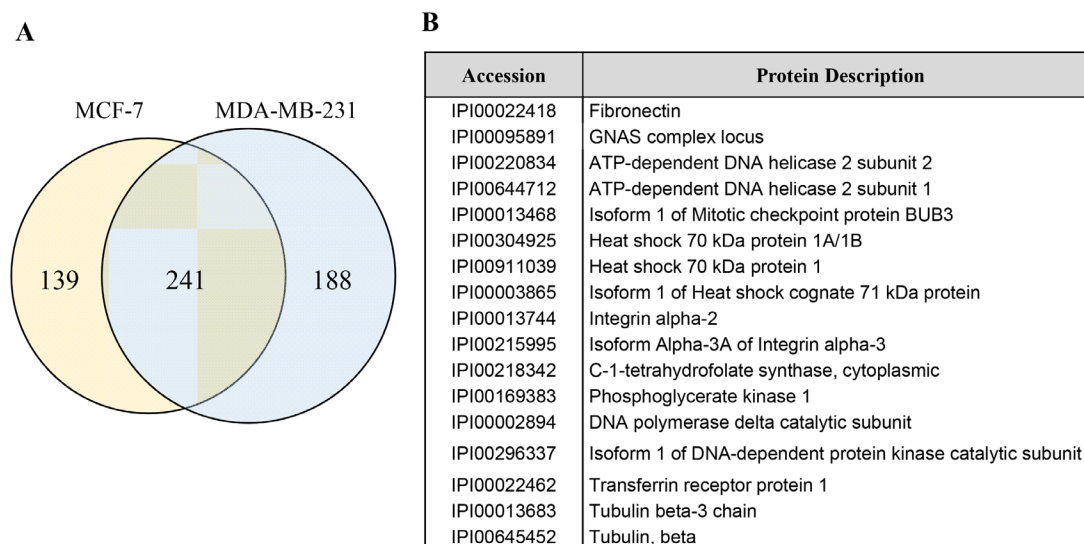 A
MCF-7 MDA-MB-231
139 241 188
B
Accession Protein Description
IPI00022418 Fibronectin
IPI00095891 GNAS complex locus
IPI00220834 ATP-dependent DNA helicase 2 subunit 2
IPI00644712 ATP-dependent DNA helicase 2 subunit 1
IPI00013468 Isoform 1 of Mitotic checkpoint protein BUB3
IPI00304925 Heat shock 70 kDa protein 1A/1B
IPI00911039 Heat shock 70 kDa protein 1
IPI00003865 Isoform 1 of Heat shock cognate 71 kDa protein
IPI00013744 Integrin alpha-2
IPI00215995 Isoform Alpha-3A of Integrin alpha-3
IPI00218342 C-1-tetrahydrofolate synthase, cytoplasmic
IPI00169383 Phosphoglycerate kinase 1
IPI00002894 DNA polymerase delta catalytic subunit
IPI00296337 Isoform 1 of DNA-dependent protein kinase catalytic subunit
IPI00022462 Transferrin receptor protein 1
IPI00013683 Tubulin beta-3 chain
IPI00645452 Tubulin, beta